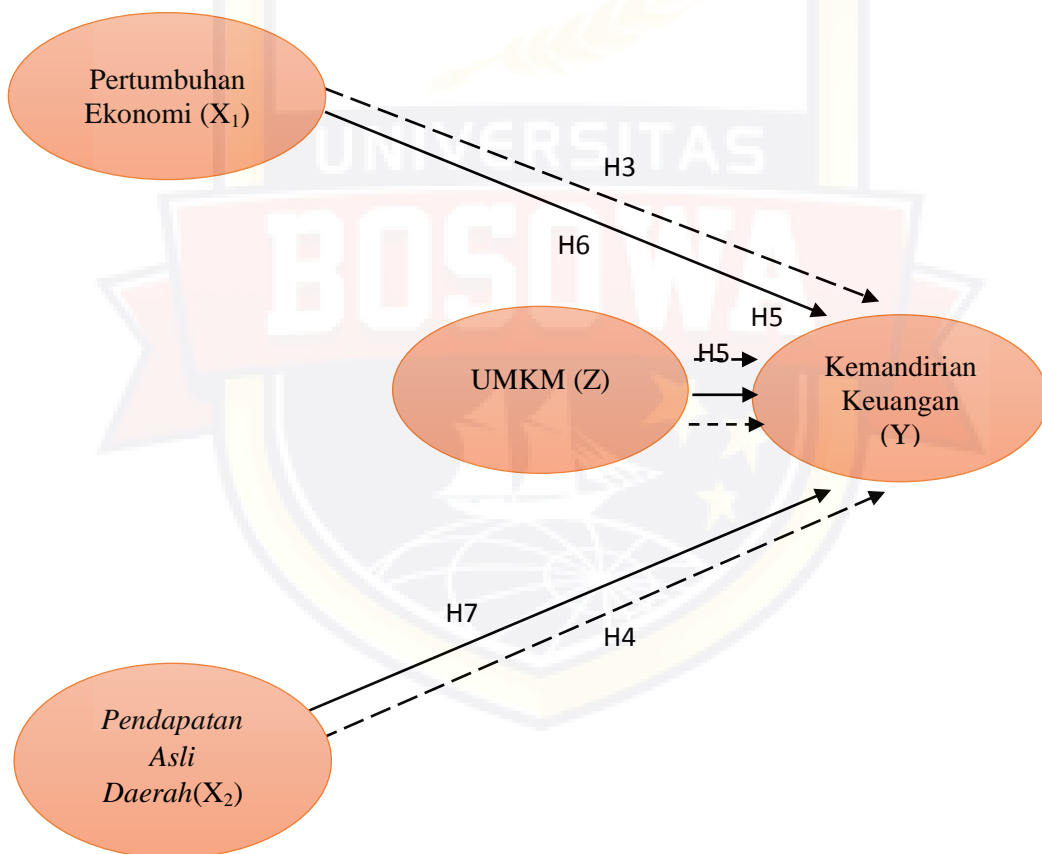 Pertumbuhan
Ekonomi (X₁)
UNIVERSITAS
H3
BOSOWA
H6
H5
H5
UMKM (Z)
Kemandirian
Keuangan
(Y)
H7
H4
Pendapatan
Asli
Daerah(X₂)